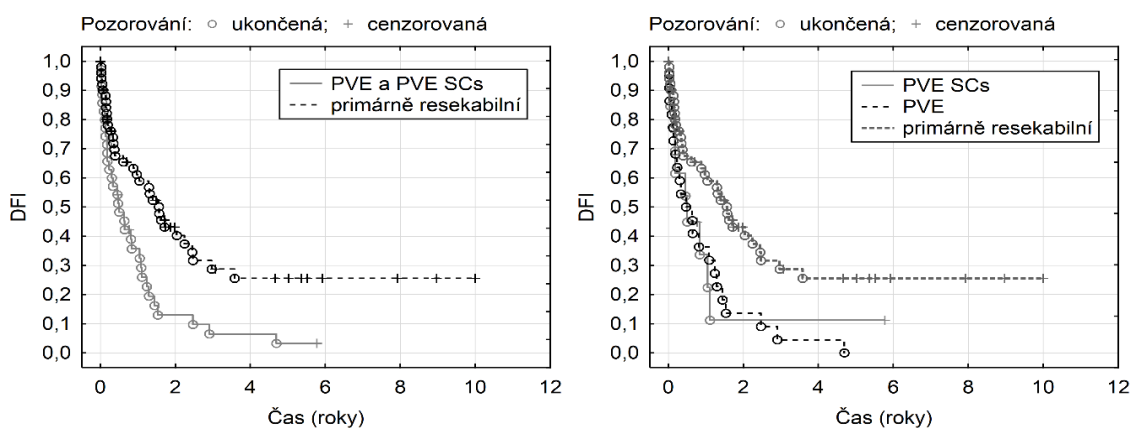 Pozorování: ukončená; cenzorovaná
DFI
1,0
0,9
0,8
0,7
0,6
0,5
0,4
0,3
0,2
0,1
0,0
PVE a PVE SCs
primárně resekabilní
0 2 4 6 8 10 12
Čas (roky)
Pozorování: ukončená; cenzorovaná
DFI
1,0
0,9
0,8
0,7
0,6
0,5
0,4
0,3
0,2
0,1
0,0
PVE SCs
PVE
primárně resekabilní
0 2 4 6 8 10 12
Čas (roky)